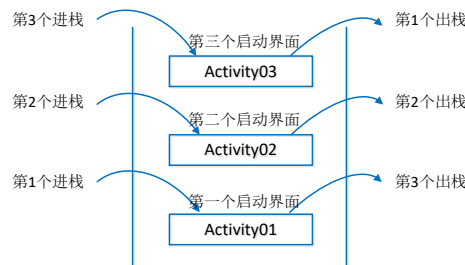 第3个进栈
第三个启动界面
第1个出栈
Activity03
第2个进栈
第二个启动界面
第2个出栈
Activity02
第1个进栈
第一个启动界面
第3个出栈
Activity01